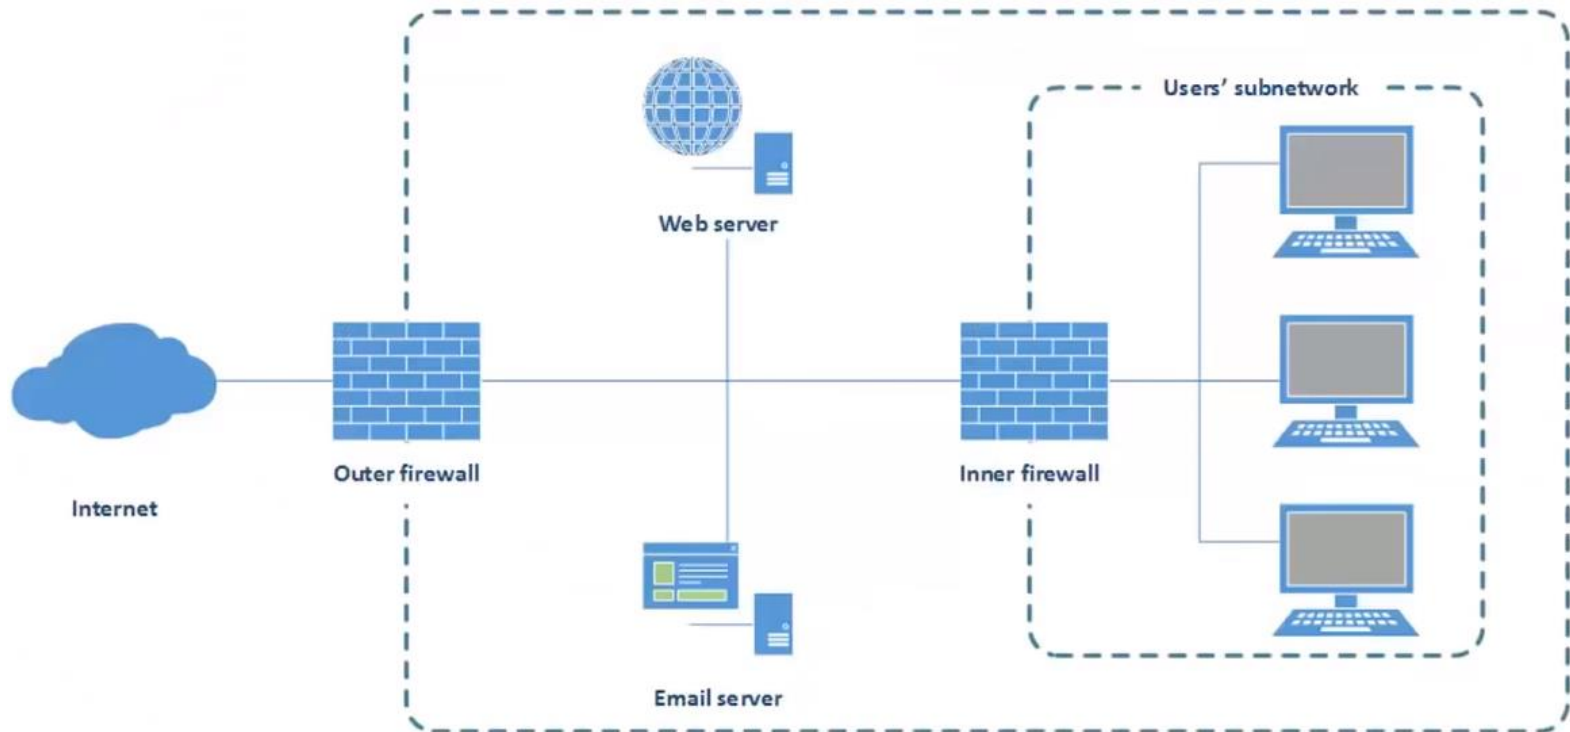 Users’ subnetwork
Web server
Outer firewall
Inner firewall
Internet
Email server